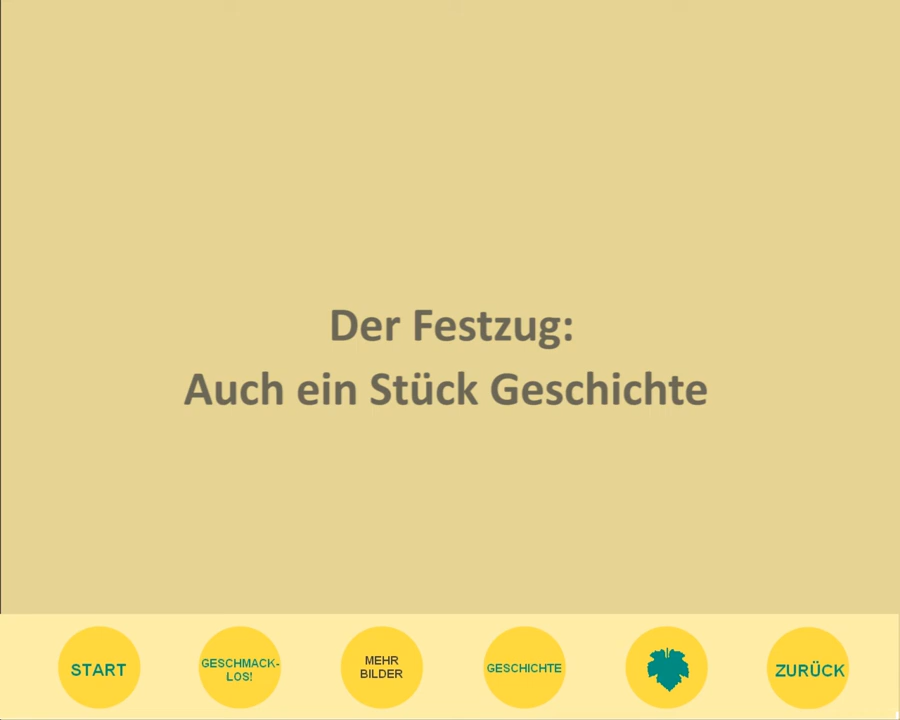 Der Festzug:
Auch ein Stück Geschichte
START
GESCHMACK-
LOS!
MEHR
BILDER
GESCHICHTE
ZURÜCK